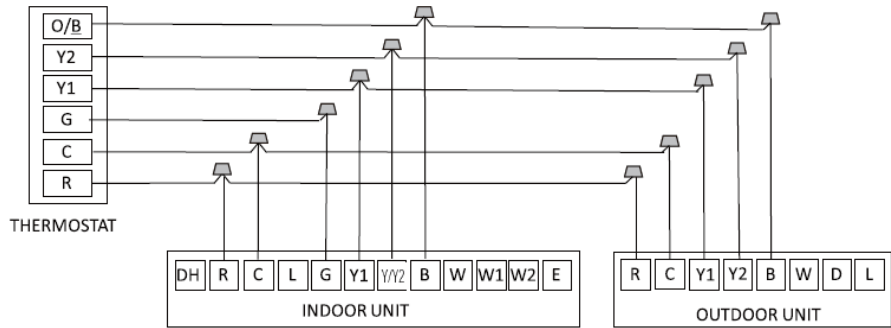 O/B
Y2
Y1
G
C
R
THERMOSTAT
DH R C L G Y1 Y/Y2 B W W1 W2 E
INDOOR UNIT
R C Y1 Y2 B W D L
OUTDOOR UNIT